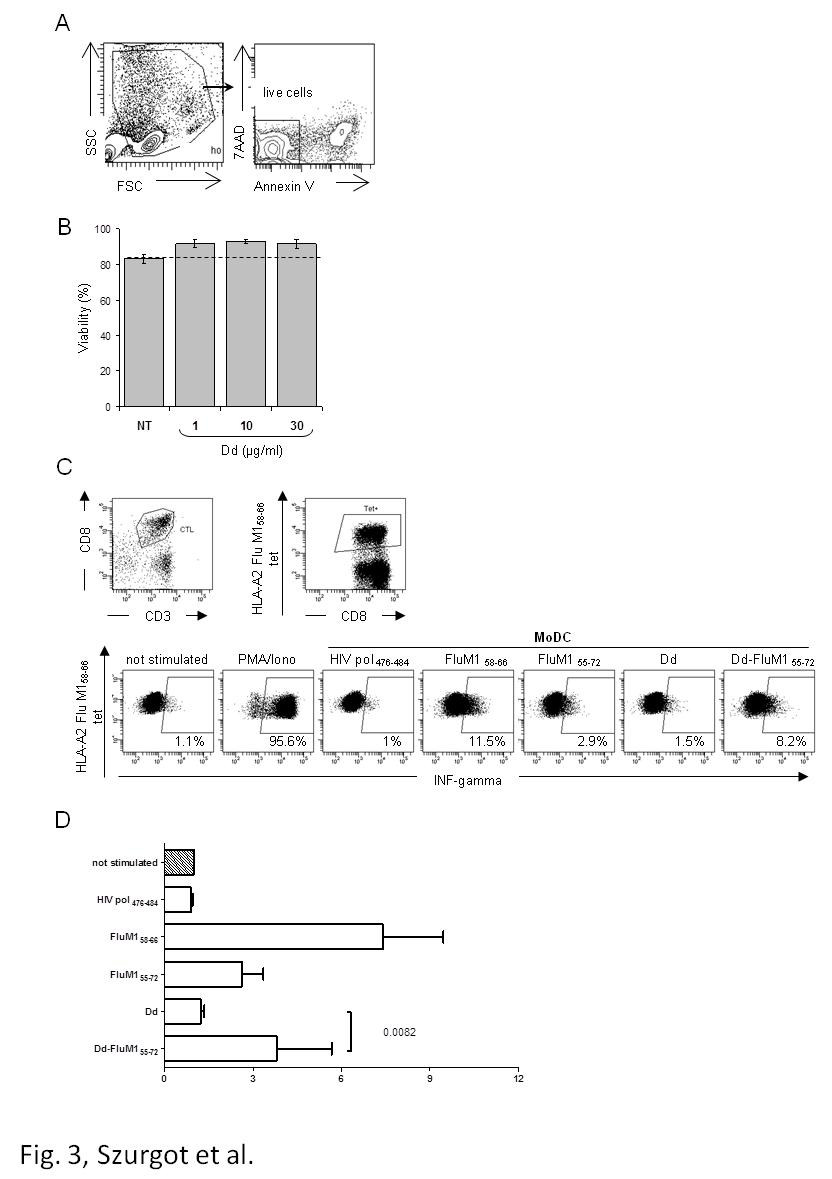 A
SSC
FSC
ho
7AAD
live cells
Annexin V
B
Viability (%)
100
80
60
40
20
0
NT 1 10 30
Dd (µg/ml)
C
CD8
CTL
CD3
HLA-A2 Flu M1 58-66
tet
Tet+
CD8
MoDC
not stimulated PMA/Iono HIV pol 476-484 FluM1 58-66 FluM1 55-72 Dd Dd-FluM1 55-72
HLA-A2 Flu M1 58-66
tet
1.1% 95.6% 1% 11.5% 2.9% 1.5% 8.2%
INF-gamma
D
not stimulated
HIV pol 476-484
FluM1 58-66
FluM1 55-72
Dd
0.0082
Dd-FluM1 55-72
0 3 6 9 12
Fig. 3, Szurgot et al.